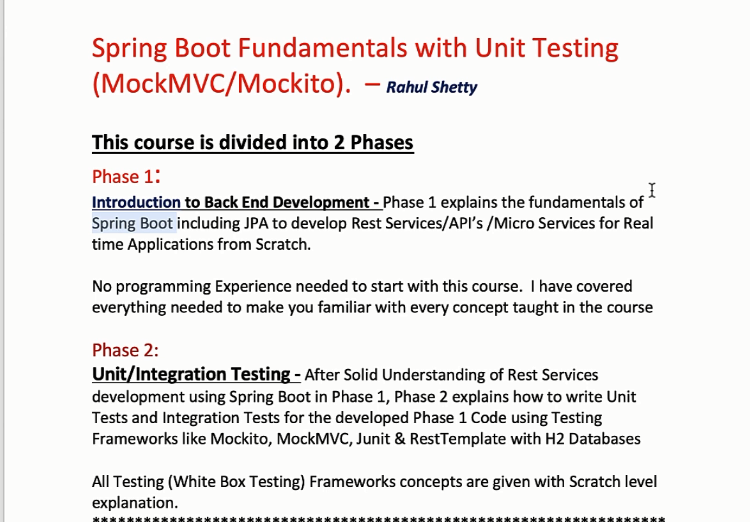 Spring Boot Fundamentals with Unit Testing
(MockMVC/Mockito). – Rahul Shetty
This course is divided into 2 Phases
Phase 1:
Introduction to Back End Development - Phase 1 explains the fundamentals of
Spring Boot including JPA to develop Rest Services/API's /Micro Services for Real
time Applications from Scratch.
No programming Experience needed to start with this course. I have covered
everything needed to make you familiar with every concept taught in the course
Phase 2:
Unit/Integration Testing - After Solid Understanding of Rest Services
development using Spring Boot in Phase 1, Phase 2 explains how to write Unit
Tests and Integration Tests for the developed Phase 1 Code using Testing
Frameworks like Mockito, MockMVC, Junit & RestTemplate with H2 Databases
All Testing (White Box Testing) Frameworks concepts are given with Scratch level
explanation.
*******************************************************************